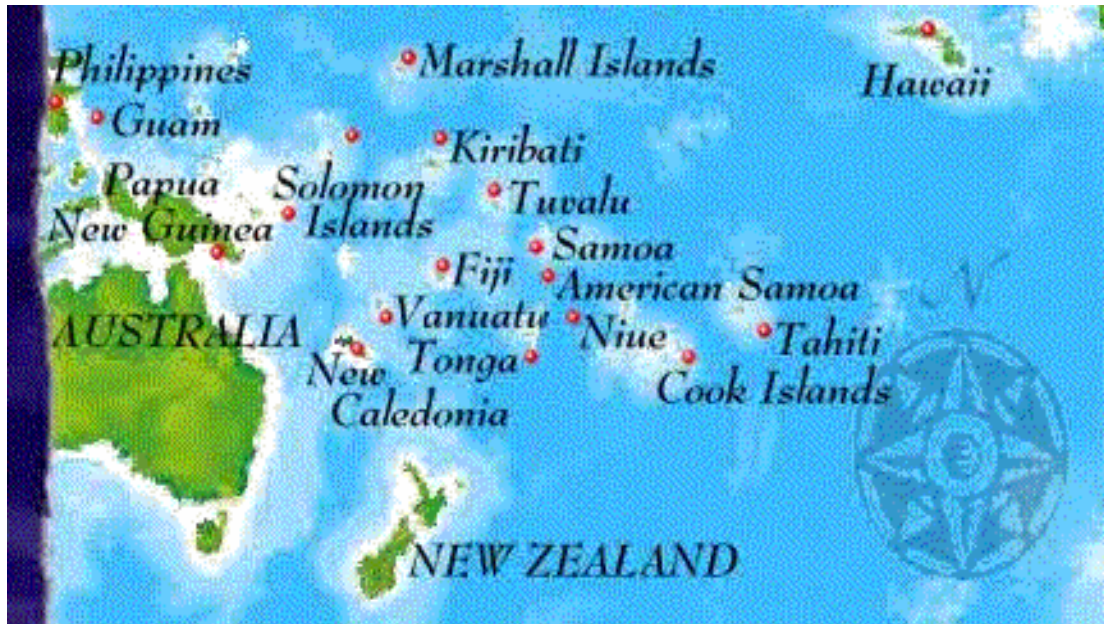 Philippines
Guam
Marshall Islands
Hawaii
Kiribati
Papua
New Guinea
Solomon
Islands
Tuvalu
Samoa
Fiji
American Samoa
Vanuatu
Niue
Tahiti
AUSTRALIA
New
Caledonia
Tonga
Cook Islands
N
E
NEW ZEALAND